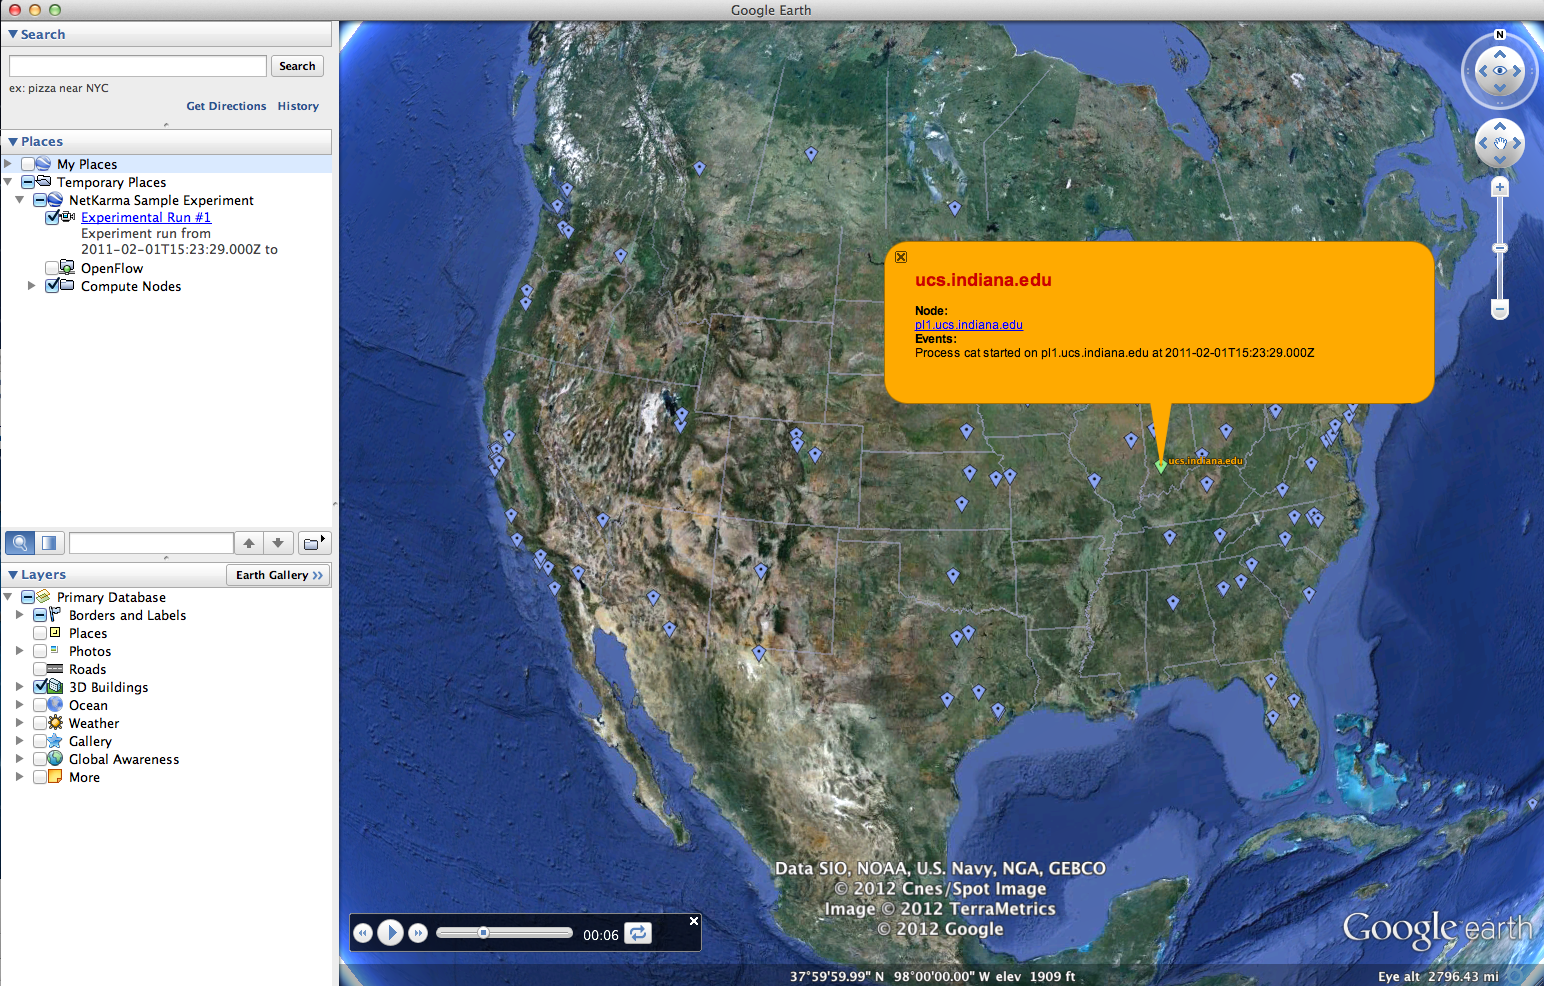 Google Earth
Search
Search
ex: pizza near NYC
Get Directions History
Places
My Places
Temporary Places
NetKarma Sample Experiment
Experimental Run #1
Experiment run from
2011-02-01T15:23:29.000Z to
OpenFlow
Compute Nodes
Layers
Earth Gallery »
Primary Database
Borders and Labels
Places
Photos
Roads
3D Buildings
Ocean
Weather
Gallery
Global Awareness
More
N
ucs.indiana.edu
Node:
pl1.ucs.indiana.edu
Events:
Process cat started on pl1.ucs.indiana.edu at 2011-02-01T15:23:29.000Z
ucs.indiana.edu
Data SIO, NOAA, U.S. Navy, NGA, GEBCO
© 2012 Cnes/Spot Image
Image © 2012 TerraMetrics
© 2012 Google
00:06
Google earth
37°59'59.99" N 98°00'00.00" W elev 1909 ft
Eye alt 2796.43 mi